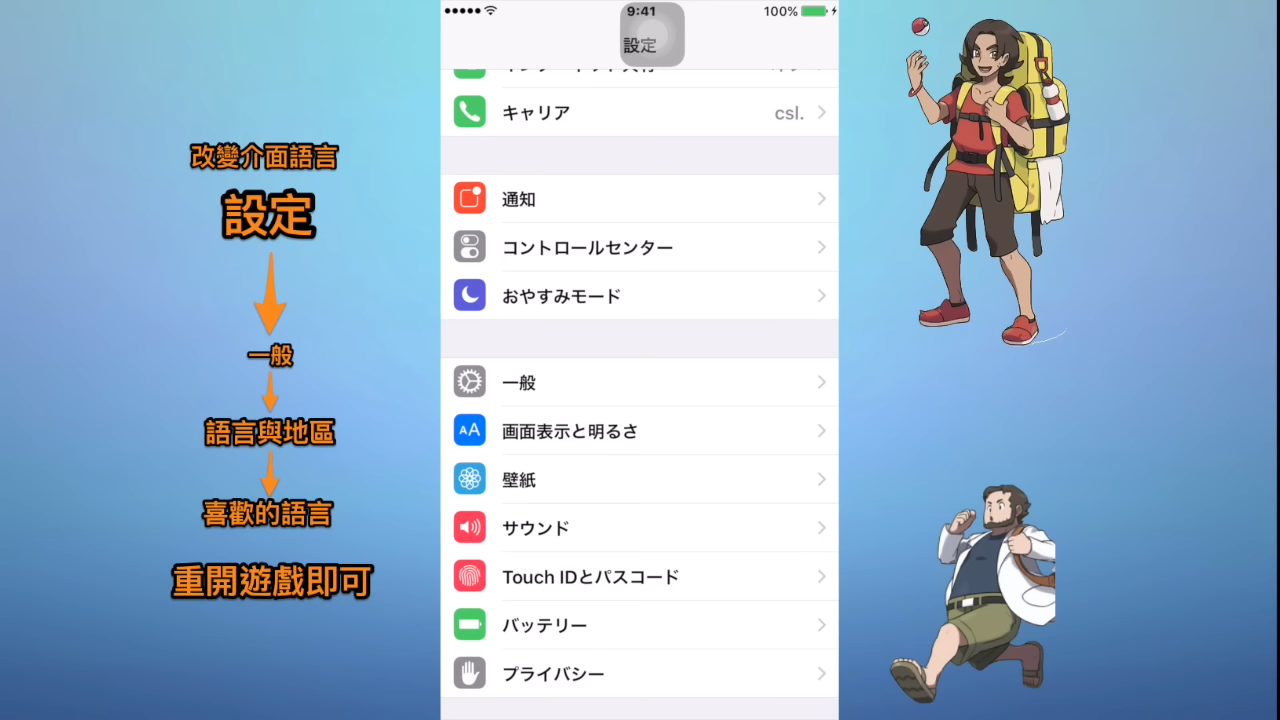 改變介面語言
設定
一般
語言與地區
喜歡的語言
重開遊戲即可
9:41
100%
設定
キャリア
csl.
通知
コントロールセンター
おやすみモード
一般
画面表示と明るさ
AA
壁紙
サウンド
Touch IDとパスコード
バッテリー
プライバシー